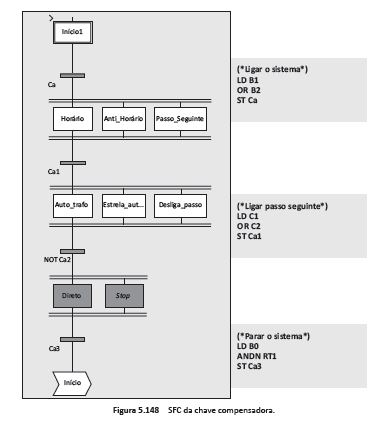 Início1
(*Ligar o sistema*)
LD B1
OR B2
ST Ca
Ca
Horário Anti_Horário Passo_Seguinte
Ca1
(*Ligar passo seguinte*)
LD C1
OR C2
ST Ca1
Auto_trafo Estrela_aut... Desliga_passo
NOT Ca2
Direto Stop
(*Parar o sistema*)
LD B0
ANDN RT1
ST Ca3
Ca3
Início
Figura 5.148 SFC da chave compensadora.